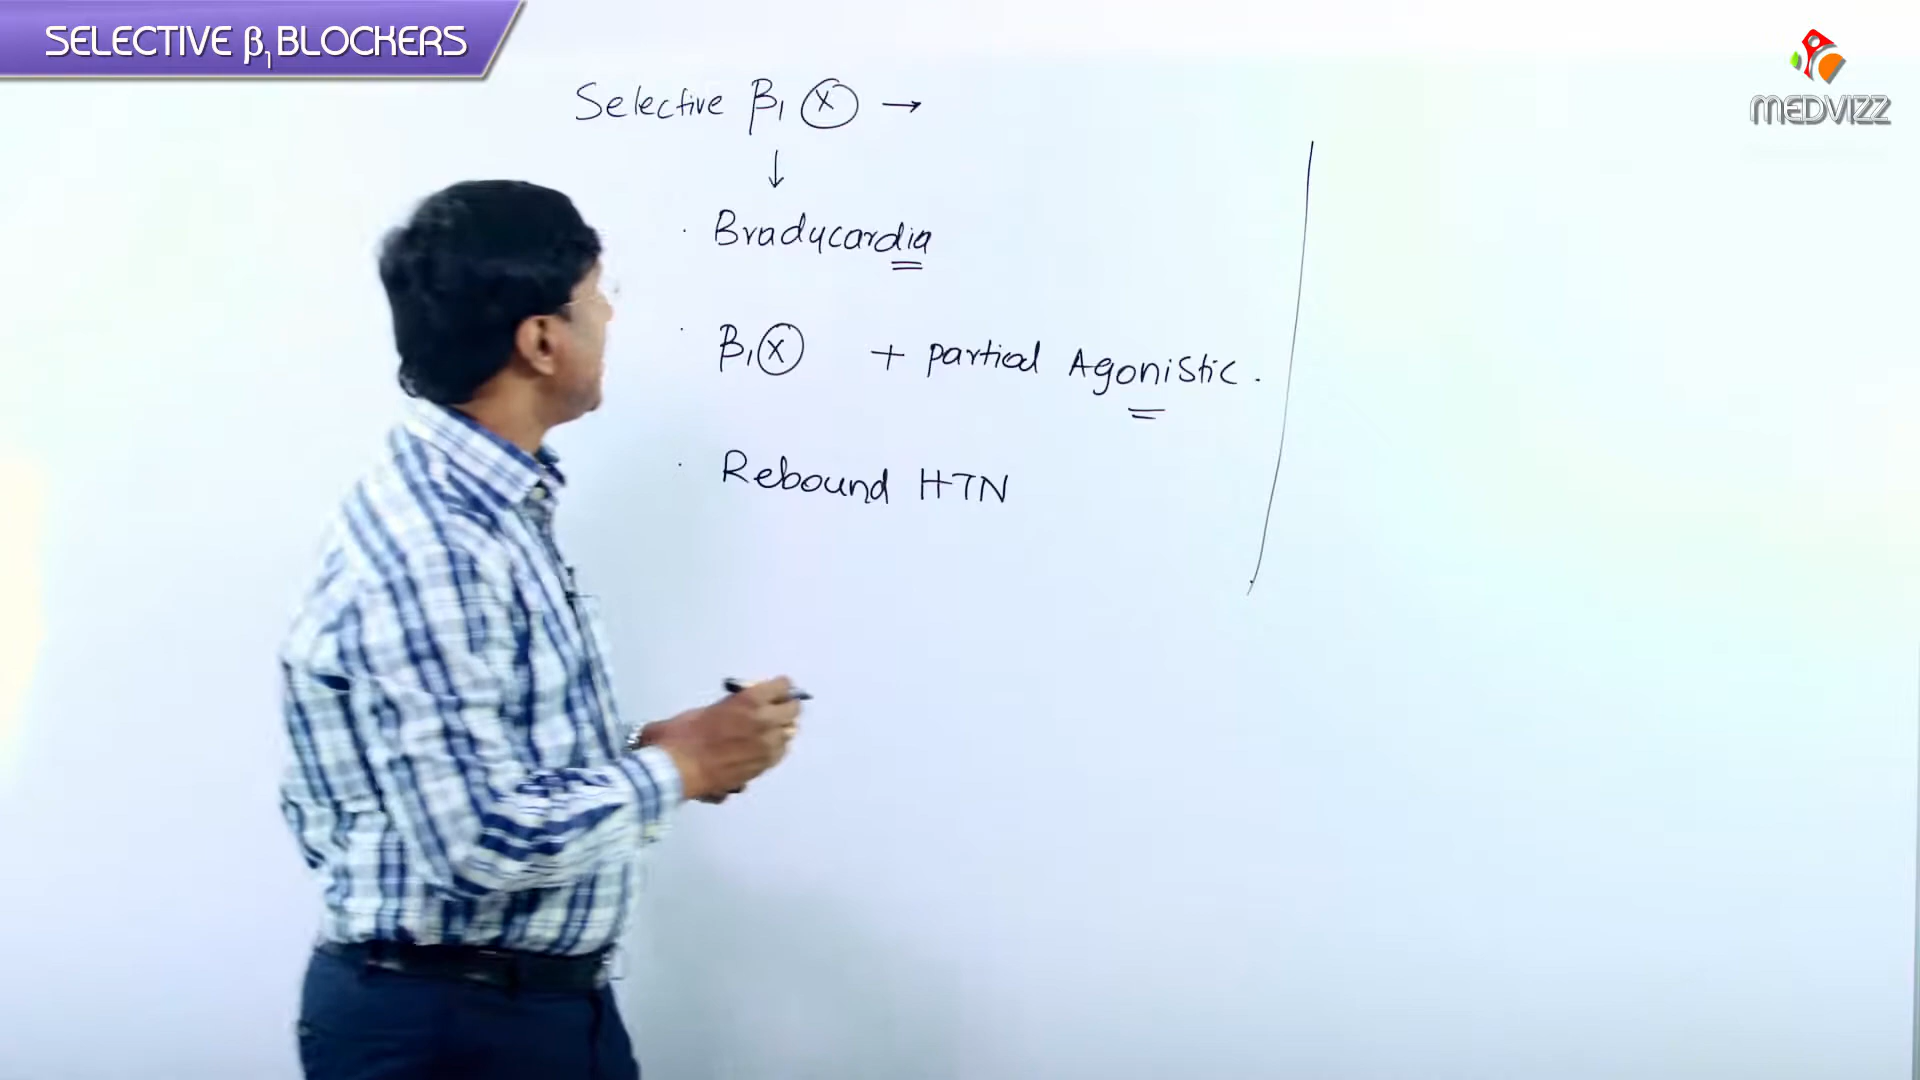 SELECTIVE β1 BLOCKERS
MEDVIZZ
Selective β1 (x) →
↓
· Bradycardia
· β1 (x) + partial Agonistic.
· Rebound HTN